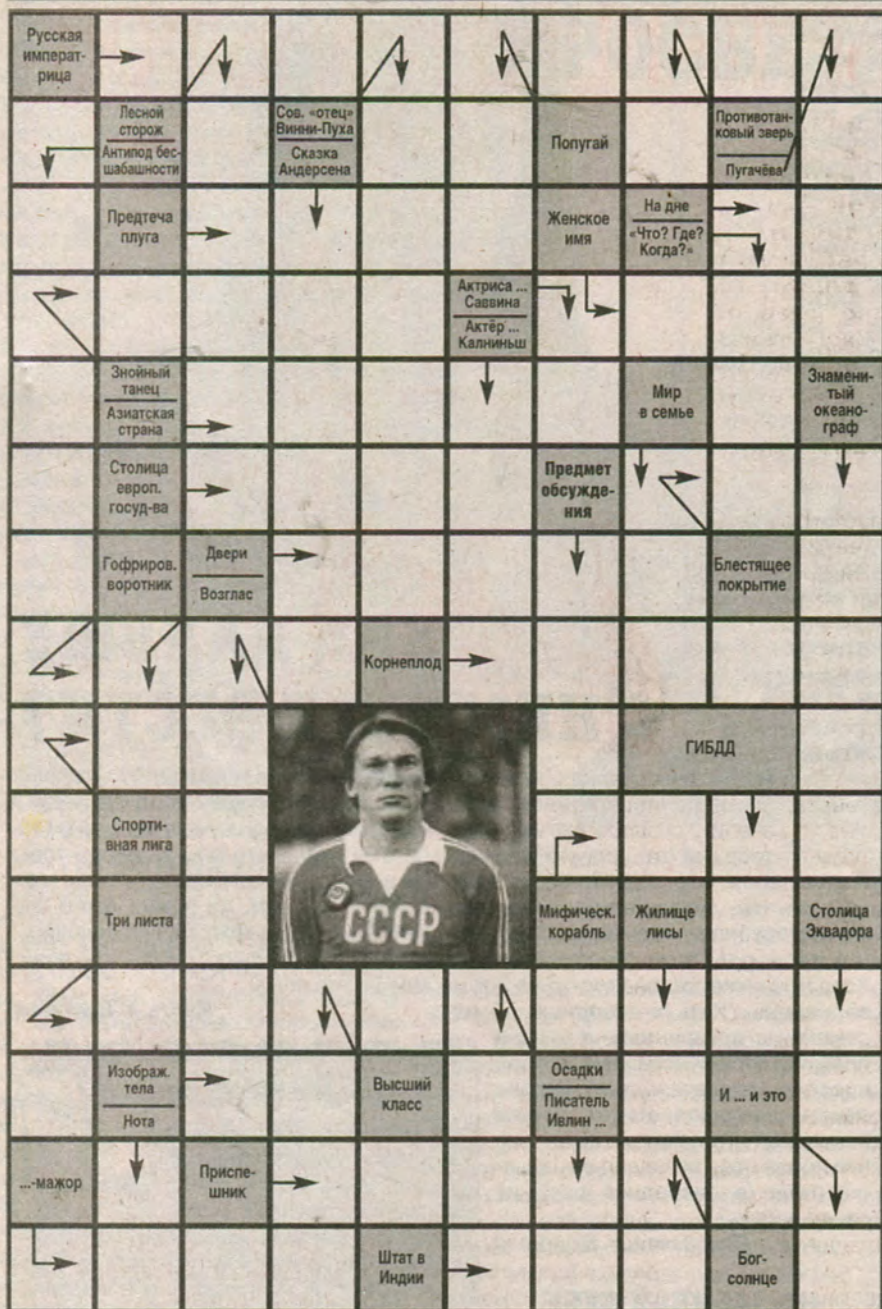 Русская
императ-
рица
Лесной
сторож
Антипод бес-
шабашности
Сов. «отец»
Винни-Пуха
Сказка
Андерсена
Попугай
Противотан-
ковый зверь
Пугачёва
Предтеча
плуга
Женское
имя
На дне
«Что? Где?
Когда?»
Актриса ...
Саввина
Актёр ...
Калниньш
Знойный
танец
Азиатская
страна
Мир
в семье
Знамени-
тый
океано-
граф
Столица
европ.
госуд-ва
Предмет
обсужде-
ния
Гофриров.
воротник
Двери
Возглас
Блестящее
покрытие
Корнеплод
ГИБДД
Спорти-
вная лига
Три листа
СССР
Мифическ.
корабль
Жилище
лисы
Столица
Эквадора
Изображ.
тела
Нота
Высший
класс
Осадки
Писатель
Ивлин ...
И ... и это
...-мажор
Приспе-
шник
Штат в
Индии
Бог-
солнце